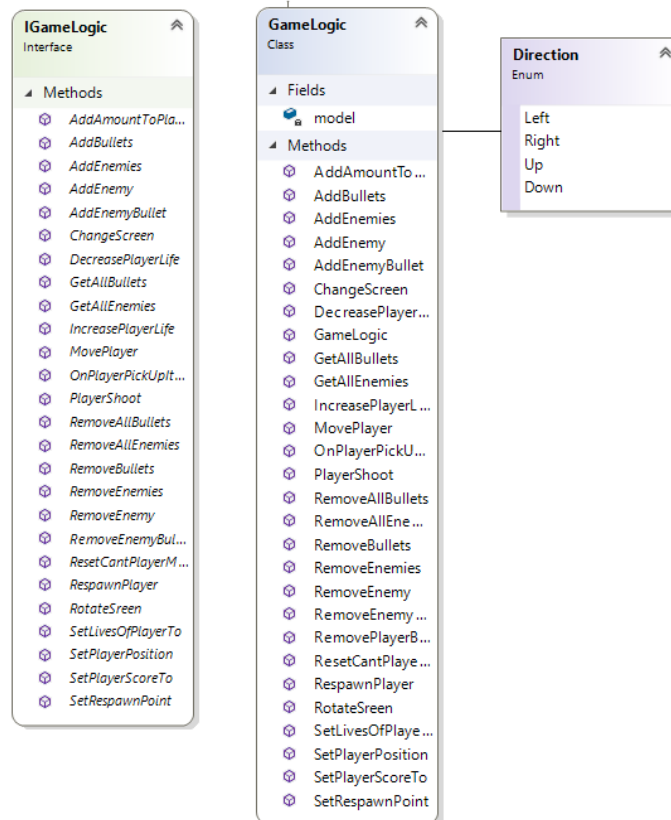 IGameLogic
Interface
Methods
AddAmountToPla...
AddBullets
AddEnemies
AddEnemy
AddEnemyBullet
ChangeScreen
DecreasePlayerLife
GetAllBullets
GetAllEnemies
IncreasePlayerLife
MovePlayer
OnPlayerPickUpIt...
PlayerShoot
RemoveAllBullets
RemoveAllEnemies
RemoveBullets
RemoveEnemies
RemoveEnemy
RemoveEnemyBul...
ResetCantPlayerM...
RespawnPlayer
RotateSreen
SetLivesOfPlayerTo
SetPlayerPosition
SetPlayerScoreTo
SetRespawnPoint
GameLogic
Class
Fields
model
Methods
AddAmountTo...
AddBullets
AddEnemies
AddEnemy
AddEnemyBullet
ChangeScreen
DecreasePlayer...
GameLogic
GetAllBullets
GetAllEnemies
IncreasePlayerL...
MovePlayer
OnPlayerPickU...
PlayerShoot
RemoveAllBullets
RemoveAllEne...
RemoveBullets
RemoveEnemies
RemoveEnemy
RemoveEnemy...
RemovePlayerB...
ResetCantPlaye...
RespawnPlayer
RotateSreen
SetLivesOfPlaye...
SetPlayerPosition
SetPlayerScoreTo
SetRespawnPoint
Direction
Enum
Left
Right
Up
Down